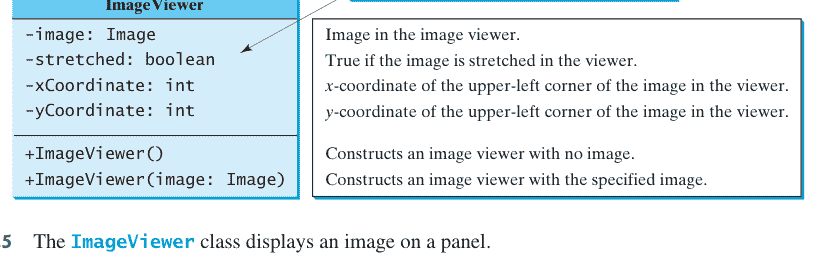 ImageViewer
-image: Image
-stretched: boolean
-xCoordinate: int
-yCoordinate: int
+ImageViewer()
+ImageViewer(image: Image)
Image in the image viewer.
True if the image is stretched in the viewer.
x-coordinate of the upper-left corner of the image in the viewer.
y-coordinate of the upper-left corner of the image in the viewer.
Constructs an image viewer with no image.
Constructs an image viewer with the specified image.
.5 The ImageViewer class displays an image on a panel.